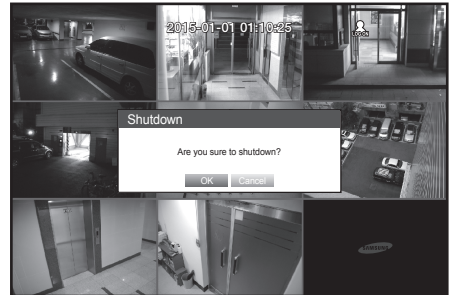 2015-01-01 01:10:25
LOG ON
Shutdown
Are you sure to shutdown?
OK Cancel
SAMSUNG